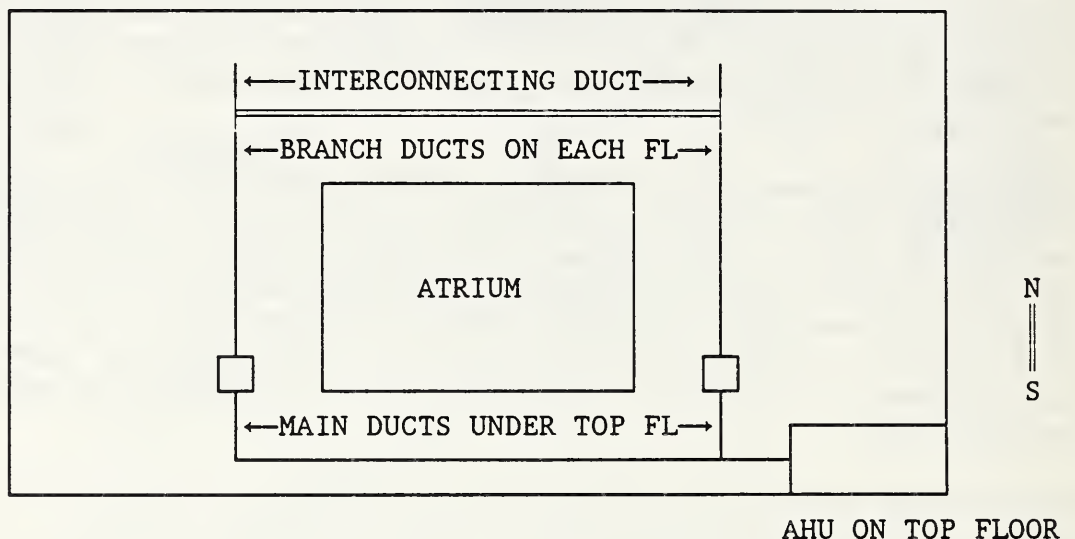 ←INTERCONNECTING DUCT→
←BRANCH DUCTS ON EACH FL→
ATRIUM
N
S
←MAIN DUCTS UNDER TOP FL→
AHU ON TOP FLOOR